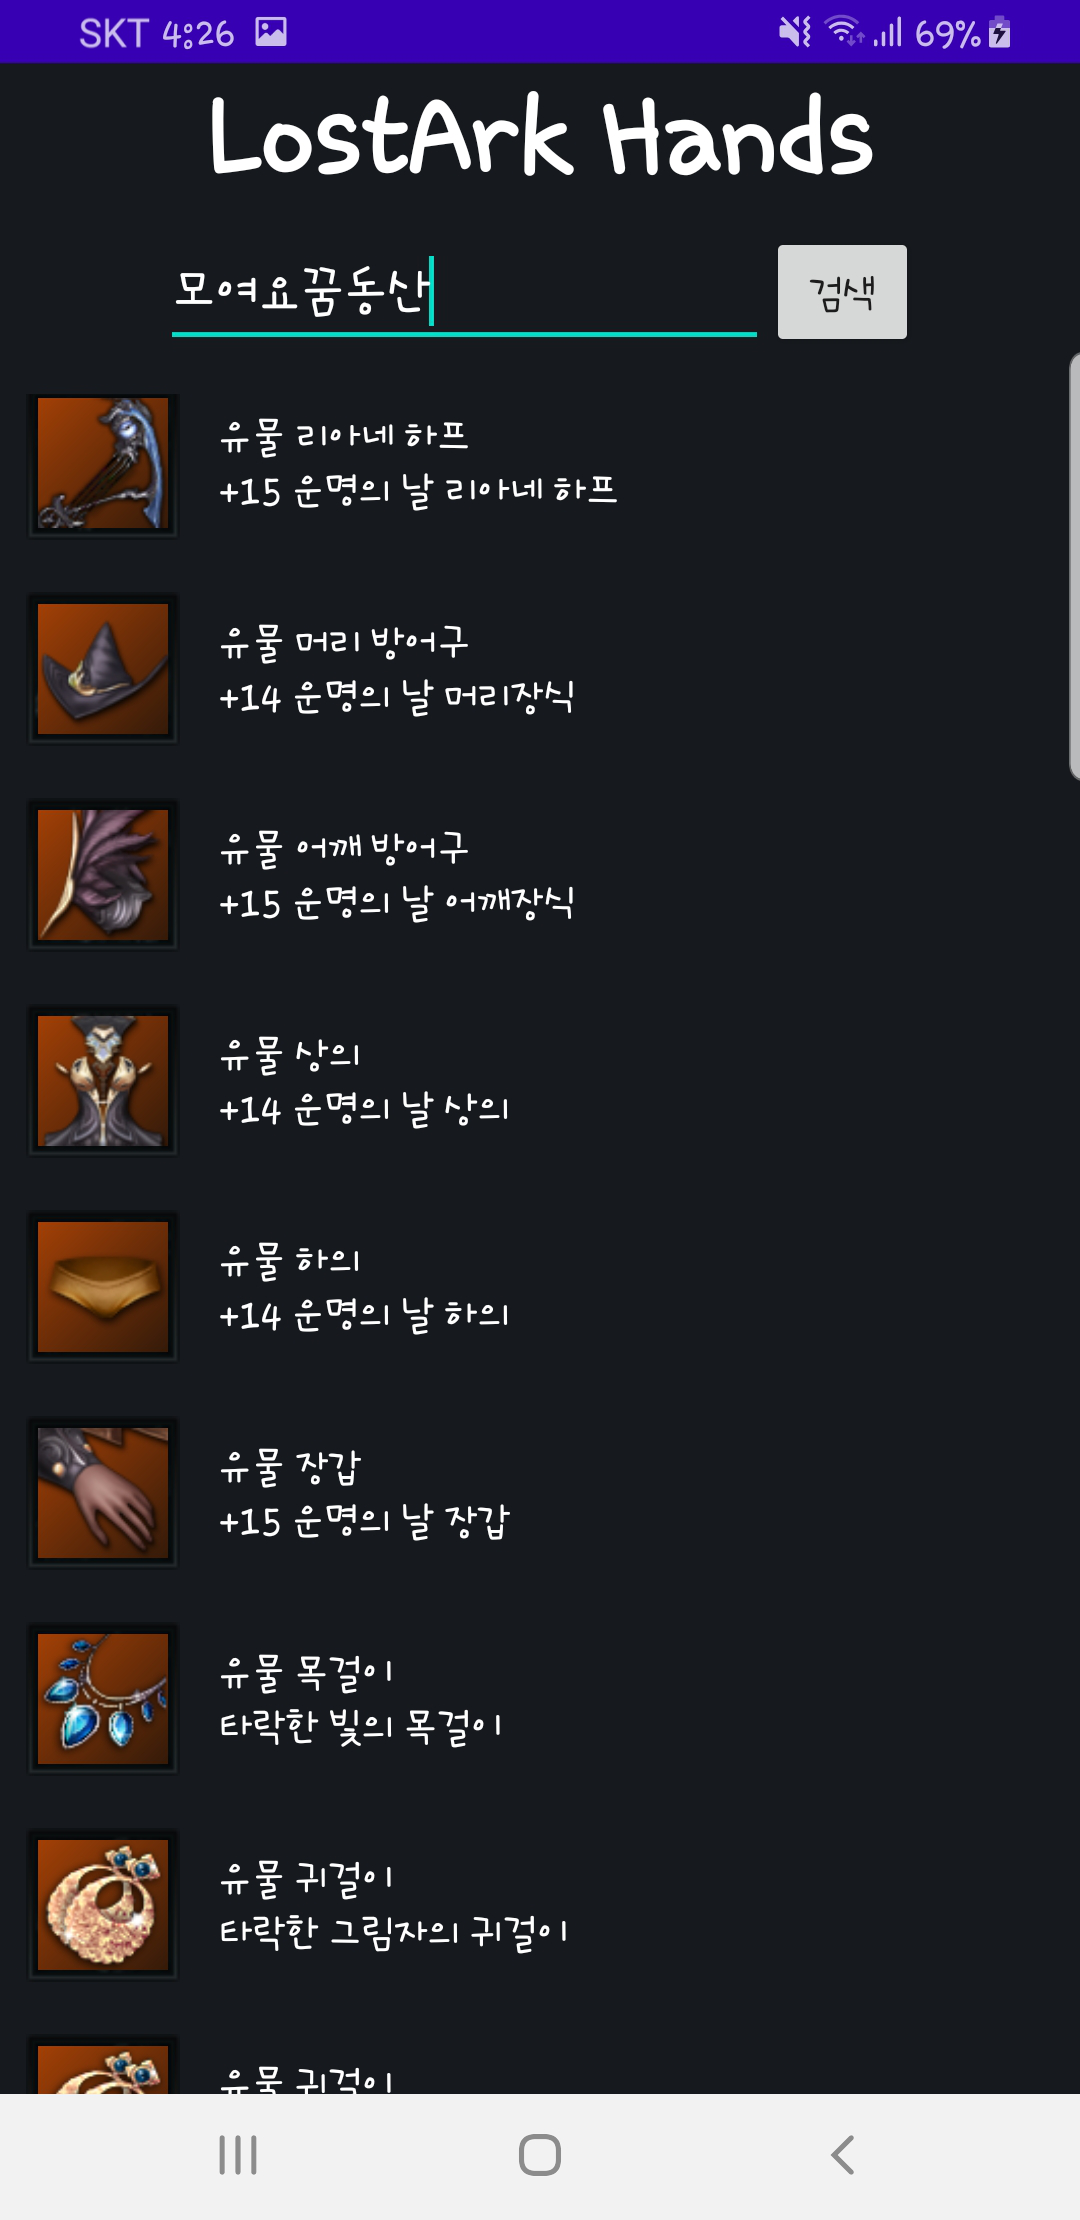 SKT 4:26 69%
LostArk Hands
모여요꿈동산
검색
유물 리아네 하프
+15 운명의 날 리아네 하프
유물 머리 방어구
+14 운명의 날 머리장식
유물 어깨 방어구
+15 운명의 날 어깨장식
유물 상의
+14 운명의 날 상의
유물 하의
+14 운명의 날 하의
유물 장갑
+15 운명의 날 장갑
유물 목걸이
타락한 빛의 목걸이
유물 귀걸이
타락한 그림자의 귀걸이
유물 귀걸이